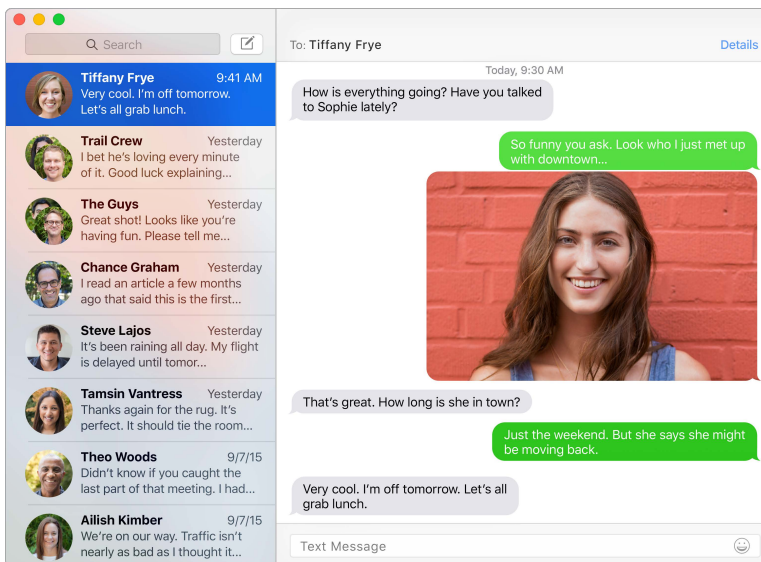 Search
Tiffany Frye 9:41 AM
Very cool. I'm off tomorrow.
Let's all grab lunch.
Trail Crew Yesterday
I bet he's loving every minute
of it. Good luck explaining...
The Guys Yesterday
Great shot! Looks like you're
having fun. Please tell me...
Chance Graham Yesterday
I read an article a few months
ago that said this is the first...
Steve Lajos Yesterday
It's been raining all day. My flight
is delayed until tomor...
Tamsin Vantress Yesterday
Thanks again for the rug. It's
perfect. It should tie the room...
Theo Woods 9/7/15
Didn't know if you caught the
last part of that meeting. I had...
Ailish Kimber 9/7/15
We're on our way. Traffic isn't
nearly as bad as I thought it...
To: Tiffany Frye Details
Today, 9:30 AM
How is everything going? Have you talked
to Sophie lately?
So funny you ask. Look who I just met up
with downtown...
That's great. How long is she in town?
Just the weekend. But she says she might
be moving back.
Very cool. I'm off tomorrow. Let's all
grab lunch.
Text Message